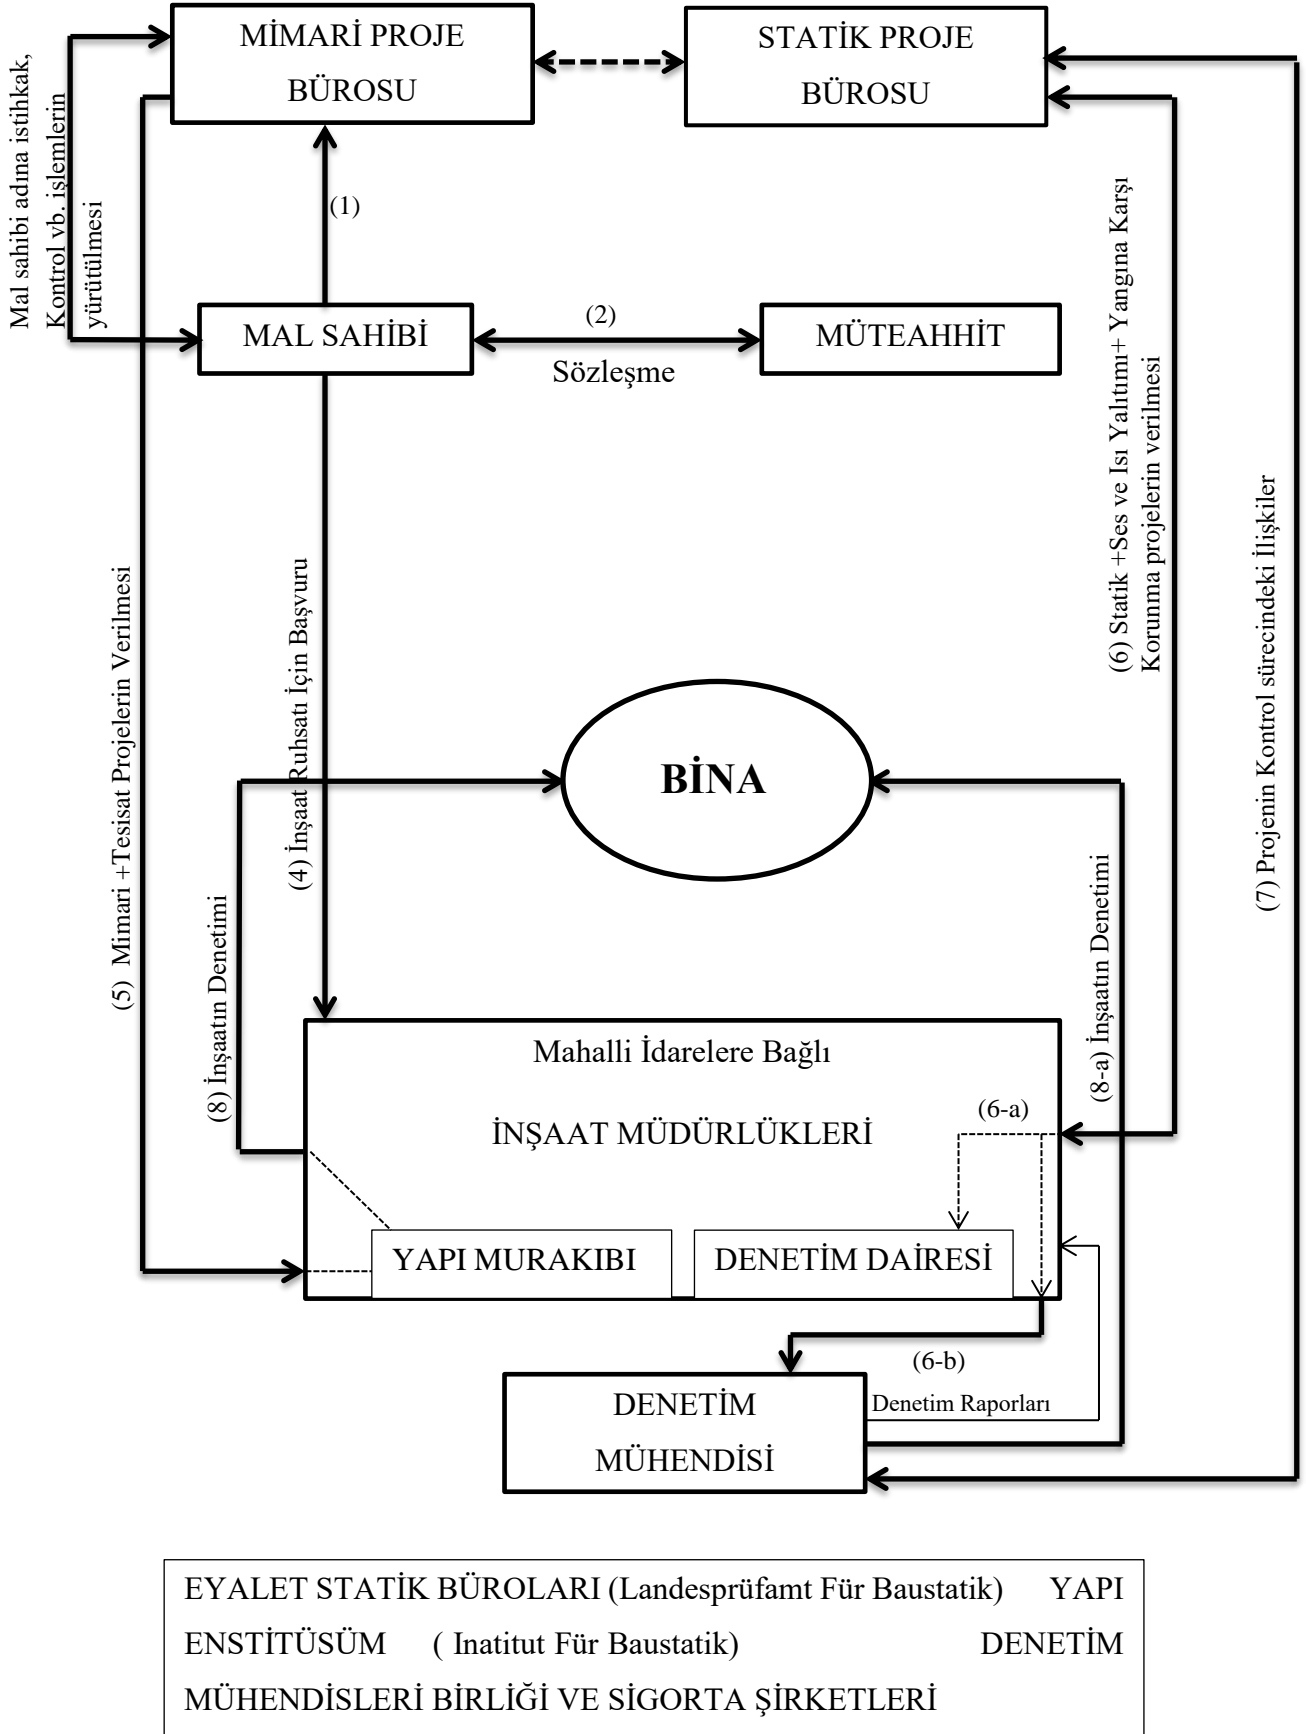 MİMARİ PROJE
BÜROSU
STATİK PROJE
BÜROSU
Mal sahibi adına istihkak,
Kontrol vb. işlemlerin
yürütülmesi
(1)
MAL SAHİBİ
(2)
Sözleşme
MÜTEAHHİT
(6) Statik +Ses ve Isı Yalıtımı+ Yangına Karşı
Korunma projelerin verilmesi
(7) Projenin Kontrol sürecindeki İlişkiler
(5) Mimari +Tesisat Projelerin Verilmesi
(4) İnşaat Ruhsatı İçin Başvuru
BİNA
(8) İnşaatın Denetimi
(8-a) İnşaatın Denetimi
Mahalli İdarelere Bağlı
(6-a)
İNŞAAT MÜDÜRLÜKLERİ
YAPI MURAKIBI
DENETİM DAİRESİ
(6-b)
Denetim Raporları
DENETİM
MÜHENDİSİ
EYALET STATİK BÜROLARI (Landesprüfamt Für Baustatik) YAPI
ENSTİTÜSÜM ( Inatitut Für Baustatik) DENETİM
MÜHENDİSLERİ BİRLİĞİ VE SİGORTA ŞİRKETLERİ